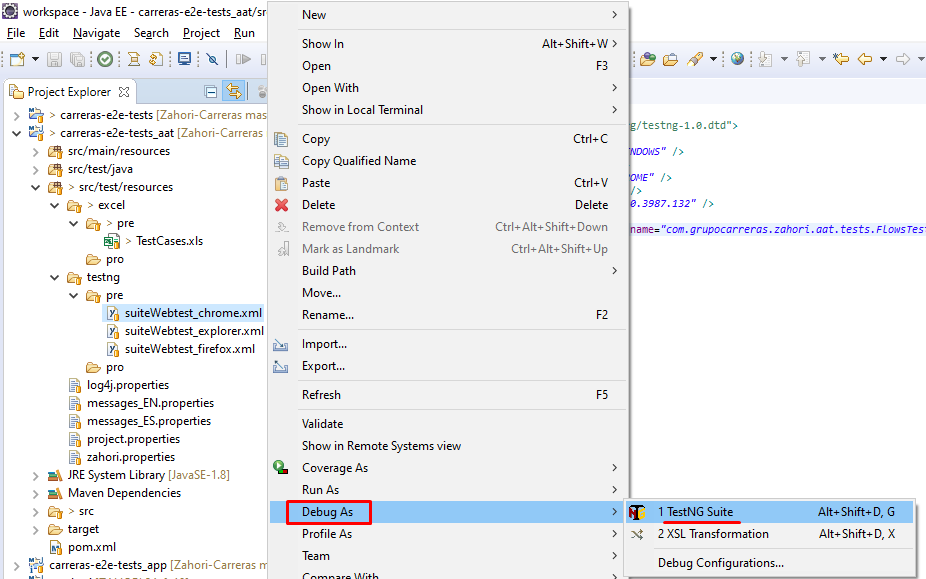 workspace - Java EE - carreras-e2e-tests_aat/sr
File Edit Navigate Search Project Run
Project Explorer
> carreras-e2e-tests [Zahori-Carreras mas
> carreras-e2e-tests_aat [Zahori-Carreras
src/main/resources
src/test/java
> src/test/resources
> excel
> pre
> TestCases.xls
pro
testng
pre
suiteWebtest_chrome.xml
suiteWebtest_explorer.xml
suiteWebtest_firefox.xml
pro
log4j.properties
messages_EN.properties
messages_ES.properties
project.properties
zahori.properties
JRE System Library [JavaSE-1.8]
Maven Dependencies
> src
target
pom.xml
carreras-e2e-tests_app [Zahori-Carreras m
New
Show In Alt+Shift+W
Open F3
Open With
Show in Local Terminal
Copy Ctrl+C
Copy Qualified Name
Paste Ctrl+V
Delete Delete
Remove from Context Ctrl+Alt+Shift+Down
Mark as Landmark Ctrl+Alt+Shift+Up
Build Path
Move...
Rename... F2
Import...
Export...
Refresh F5
Validate
Show in Remote Systems view
Coverage As
Run As
Debug As
Profile As
Team
Compare With
1 TestNG Suite Alt+Shift+D, G
2 XSL Transformation Alt+Shift+D, X
Debug Configurations...
g/testng-1.0.dtd">
NDOWS" />
OME" />
/>
0.3987.132" />
name="com.grupocarreras.zahori.aat.tests.FlowsTest